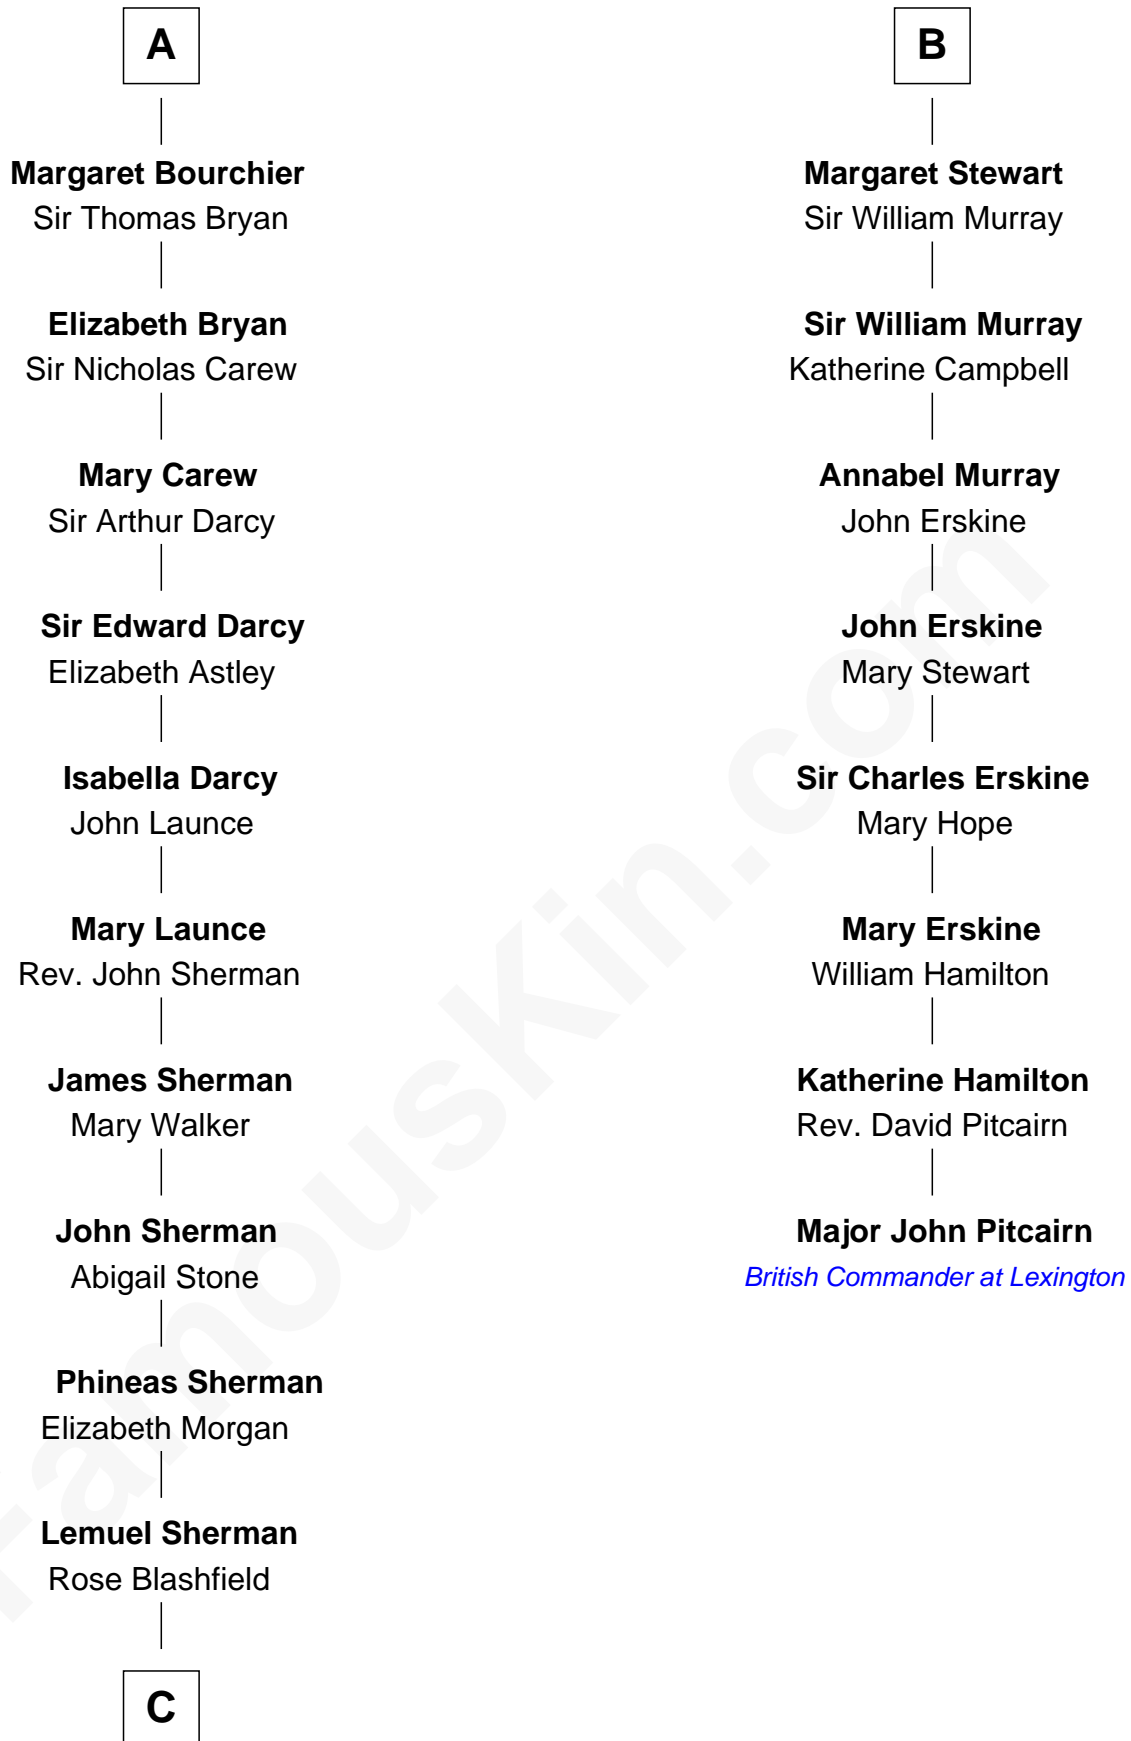 A
Margaret Bourchier
Sir Thomas Bryan
Elizabeth Bryan
Sir Nicholas Carew
Mary Carew
Sir Arthur Darcy
Sir Edward Darcy
Elizabeth Astley
Isabella Darcy
John Launce
Mary Launce
Rev. John Sherman
James Sherman
Mary Walker
John Sherman
Abigail Stone
Phineas Sherman
Elizabeth Morgan
Lemuel Sherman
Rose Blashfield
C
B
Margaret Stewart
Sir William Murray
Sir William Murray
Katherine Campbell
Annabel Murray
John Erskine
John Erskine
Mary Stewart
Sir Charles Erskine
Mary Hope
Mary Erskine
William Hamilton
Katherine Hamilton
Rev. David Pitcairn
Major John Pitcairn
British Commander at Lexington
FamousKin.com